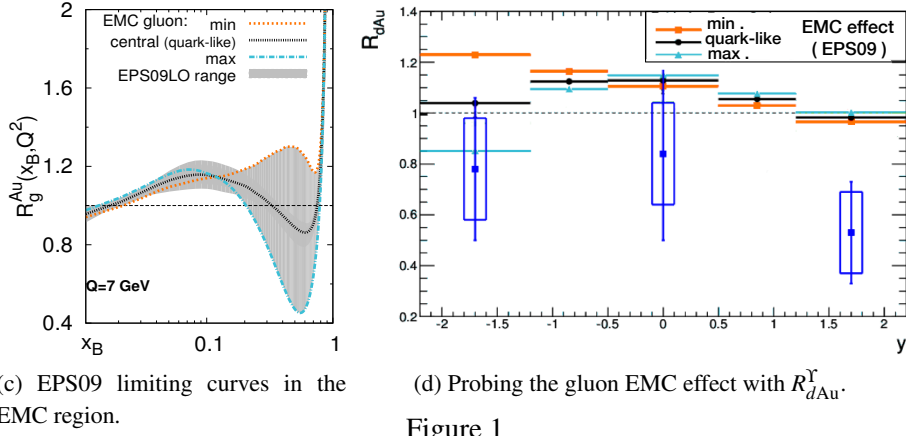 EMC gluon: min
central (quark-like)
max
EPS09LO range
R_g^Au(x_B,Q^2)
2
1.6
1.2
1
0.8
0.4
Q=7 GeV
x_B 0.1 1
R_dAu
min .
quark-like
max .
EMC effect
( EPS09)
1.4
1.2
1
0.8
0.6
0.4
0.2
-2 -1.5 -1 -0.5 0 0.5 1 1.5 2
y
(c) EPS09 limiting curves in the
EMC region.
(d) Probing the gluon EMC effect with R_dAu^Υ.
Figure 1